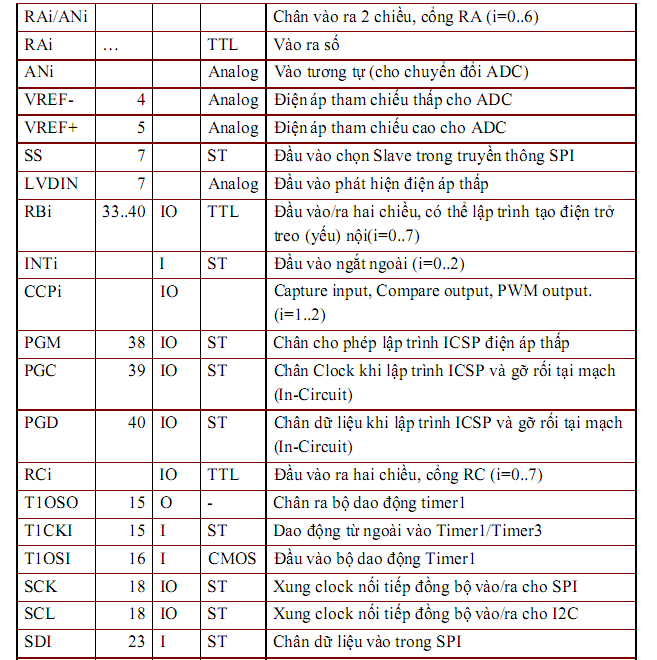 RAi/ANi Chân vào ra 2 chiều, cổng RA (i=0..6)
RAi … TTL Vào ra số
ANi Analog Vào tương tự (cho chuyển đổi ADC)
VREF- 4 Analog Điện áp tham chiếu thấp cho ADC
VREF+ 5 Analog Điện áp tham chiếu cao cho ADC
SS 7 ST Đầu vào chọn Slave trong truyền thông SPI
LVDIN 7 Analog Đầu vào phát hiện điện áp thấp
RBi 33..40 IO TTL Đầu vào/ra hai chiều, có thể lập trình tạo điện trở
treo (yếu) nội(i=0..7)
INTi I ST Đầu vào ngắt ngoài (i=0..2)
CCPi IO Capture input, Compare output, PWM output.
(i=1..2)
PGM 38 IO ST Chân cho phép lập trình ICSP điện áp thấp
PGC 39 IO ST Chân Clock khi lập trình ICSP và gỡ rối tại mạch
(In-Circuit)
PGD 40 IO ST Chân dữ liệu khi lập trình ICSP và gỡ rối tại mạch
(In-Circuit)
RCi IO TTL Đầu vào ra hai chiều, cổng RC (i=0..7)
T1OSO 15 O - Chân ra bộ dao động timer1
T1CKI 15 I ST Dao động từ ngoài vào Timer1/Timer3
T1OSI 16 I CMOS Đầu vào bộ dao động Timer1
SCK 18 IO ST Xung clock nối tiếp đồng bộ vào/ra cho SPI
SCL 18 IO ST Xung clock nối tiếp đồng bộ vào/ra cho I2C
SDI 23 I ST Chân dữ liệu vào trong SPI